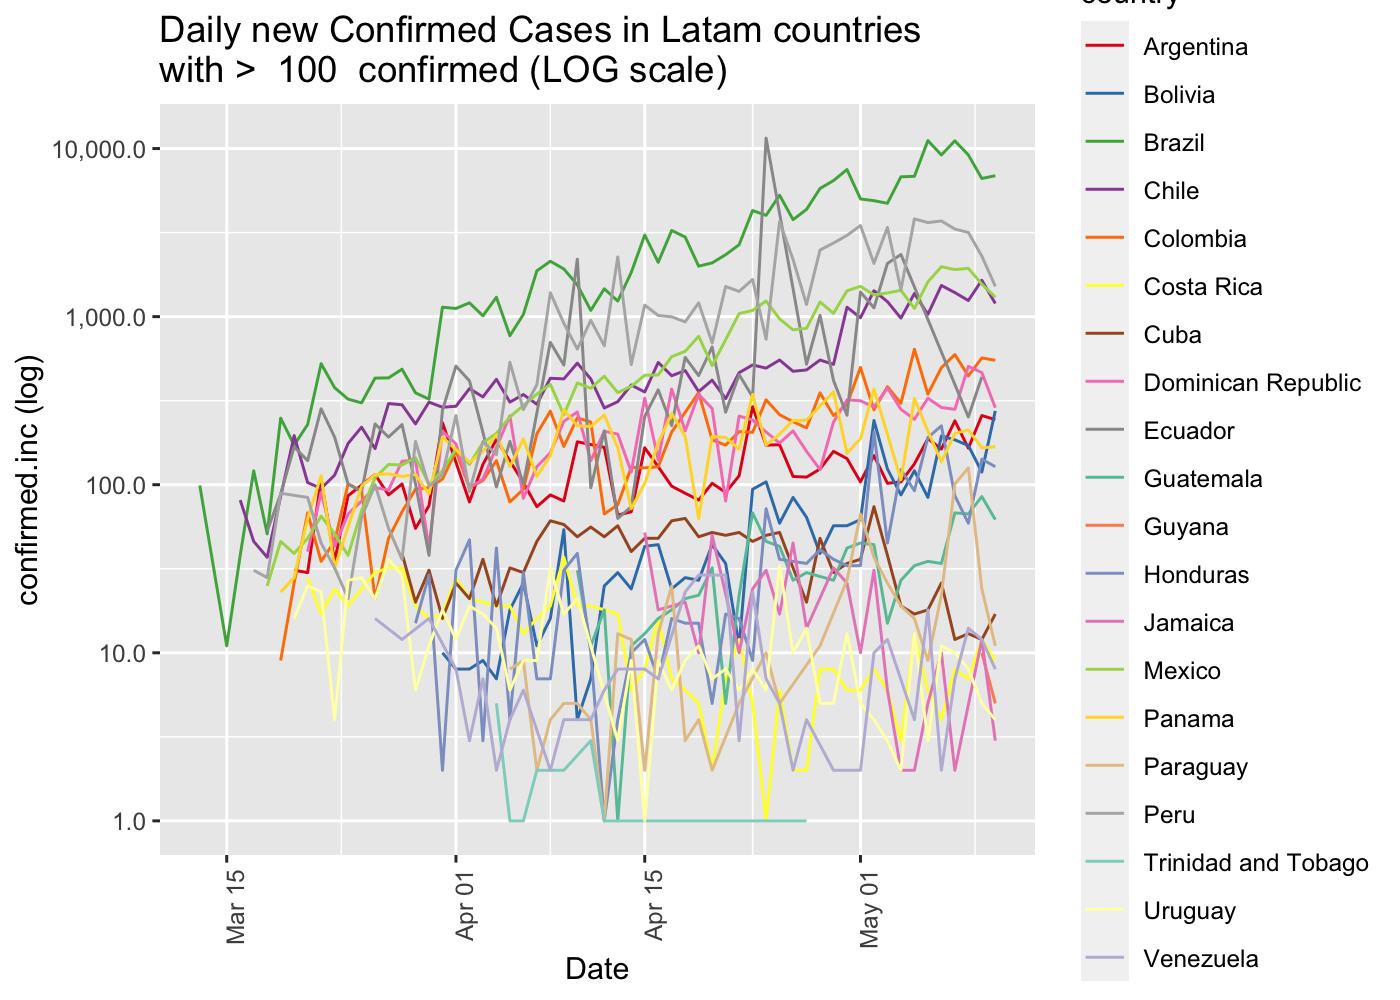 Daily new Confirmed Cases in Latam countries
with >  100  confirmed (LOG scale)
confirmed.inc (log)
10,000.0
1,000.0
100.0
10.0
1.0
Mar 15
Apr 01
Apr 15
May 01
Date
country
Argentina
Bolivia
Brazil
Chile
Colombia
Costa Rica
Cuba
Dominican Republic
Ecuador
Guatemala
Guyana
Honduras
Jamaica
Mexico
Panama
Paraguay
Peru
Trinidad and Tobago
Uruguay
Venezuela